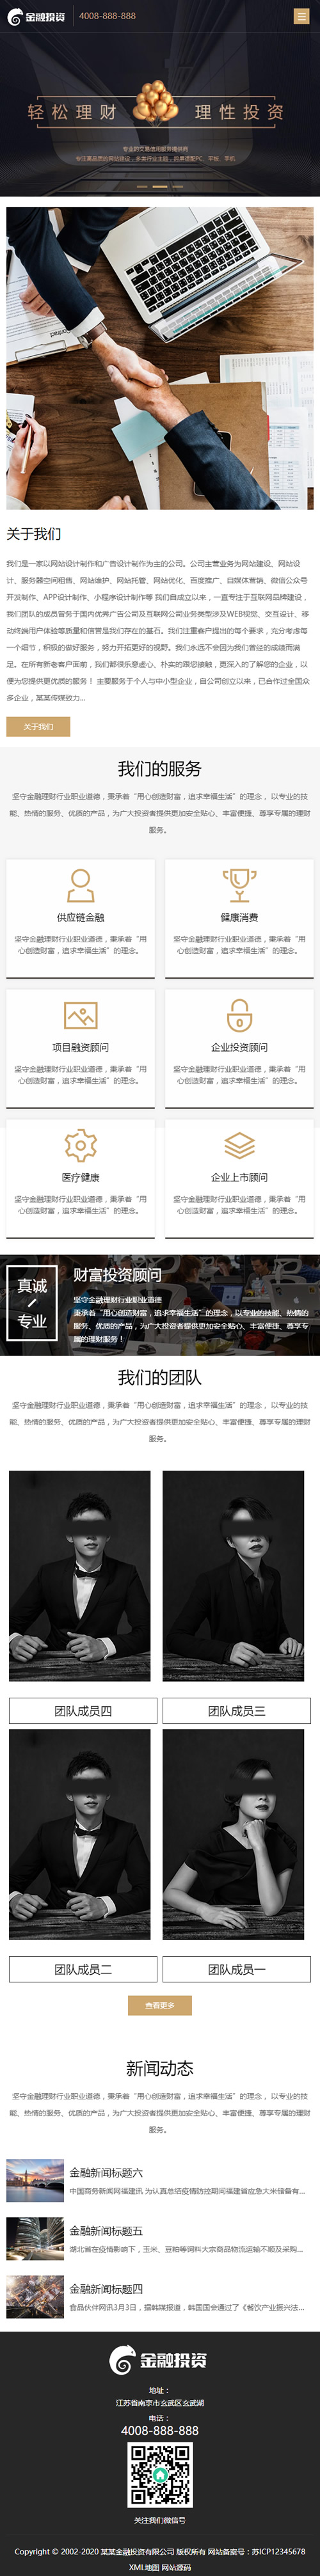 金融投资
4008-888-888
轻松理财
理性投资
专业的交易信用服务提供商
专注高品质的网站建设，多类行业主题，完美适配PC、平板、手机
关于我们
我们是一家以网站设计制作和广告设计制作为主的公司。公司主营业务为网站建设、网站设
计、服务器空间租售、网站维护、网站托管、网站优化、百度推广、自媒体营销、微信公众号
开发制作、APP设计制作、小程序设计制作等 我们自成立以来，一直专注于互联网品牌建设，
我们团队的成员曾务于国内优秀广告公司及互联网公司业务类型涉及WEB视觉、交互设计、移
动终端用户体验等质量和信誉是我们存在的基石。我们注重客户提出的每个要求，充分考虑每
一个细节，积极的做好服务，努力开拓更好的视野。我们永远不会因为我们曾经的成绩而满
足。在所有新老客户面前，我们都很乐意虚心、朴实的跟您接触，更深入的了解您的企业，以
便为您提供更优质的服务！ 主要服务于个人与中小型企业，自公司创立以来，已合作过全国众
多企业，某某传媒致力...
关于我们
我们的服务
坚守金融理财行业职业道德，秉承着“用心创造财富，追求幸福生活”的理念， 以专业的技
能、热情的服务、优质的产品，为广大投资者提供更加安全贴心、丰富便捷、尊享专属的理财
服务。
供应链金融
坚守金融理财行业职业道德，秉承着“用
心创造财富，追求幸福生活”的理念。
健康消费
坚守金融理财行业职业道德，秉承着“用
心创造财富，追求幸福生活”的理念。
项目融资顾问
坚守金融理财行业职业道德，秉承着“用
心创造财富，追求幸福生活”的理念。
企业投资顾问
坚守金融理财行业职业道德，秉承着“用
心创造财富，追求幸福生活”的理念。
医疗健康
坚守金融理财行业职业道德，秉承着“用
心创造财富，追求幸福生活”的理念。
企业上市顾问
坚守金融理财行业职业道德，秉承着“用
心创造财富，追求幸福生活”的理念。
真诚
专业
财富投资顾问
坚守金融理财行业职业道德
秉承着“用心创造财富，追求幸福生活”的理念，以专业的技能、热情的
服务、优质的产品，为广大投资者提供更加安全贴心、丰富便捷、尊享专
属的理财服务！
我们的团队
坚守金融理财行业职业道德，秉承着“用心创造财富，追求幸福生活”的理念， 以专业的技
能、热情的服务、优质的产品，为广大投资者提供更加安全贴心、丰富便捷、尊享专属的理财
服务。
团队成员四
团队成员三
团队成员二
团队成员一
查看更多
新闻动态
坚守金融理财行业职业道德，秉承着“用心创造财富，追求幸福生活”的理念， 以专业的技
能、热情的服务、优质的产品，为广大投资者提供更加安全贴心、丰富便捷、尊享专属的理财
服务。
金融新闻标题六
中国商务新闻网福建讯 为认真总结疫情防控期间福建省应急大米储备有...
金融新闻标题五
湖北省在疫情影响下，玉米、豆粕等饲料大宗商品物流运输不顺及采购...
金融新闻标题四
食品伙伴网讯3月3日，据韩媒报道，韩国国会通过了《餐饮产业振兴法...
金融投资
地址：
江苏省南京市玄武区玄武湖
电话：
4008-888-888
关注我们微信号
Copyright © 2002-2020 某某金融投资有限公司 版权所有 网站备案号：苏ICP12345678
XML地图 网站源码